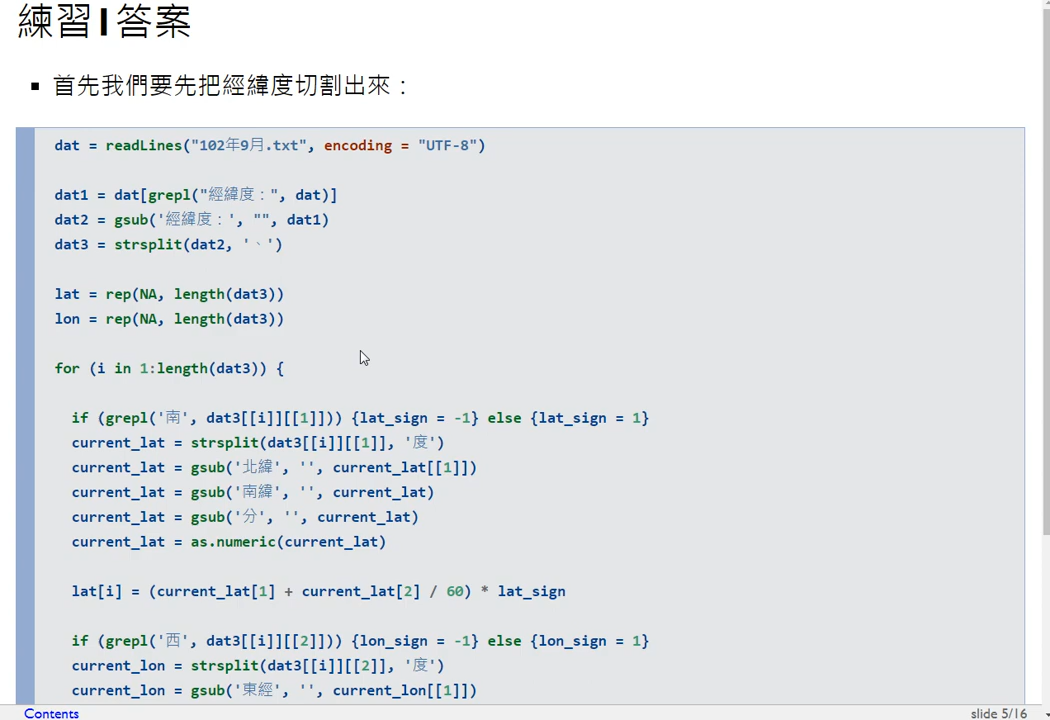 練習1答案
▪ 首先我們要先把經緯度切割出來：
dat = readLines("102年9月.txt", encoding = "UTF-8")
dat1 = dat[grepl("經緯度：", dat)]
dat2 = gsub('經緯度：', "", dat1)
dat3 = strsplit(dat2, '、')
lat = rep(NA, length(dat3))
lon = rep(NA, length(dat3))
for (i in 1:length(dat3)) {
if (grepl('南', dat3[[i]][[1]])) {lat_sign = -1} else {lat_sign = 1}
current_lat = strsplit(dat3[[i]][[1]], '度')
current_lat = gsub('北緯', '', current_lat[[1]])
current_lat = gsub('南緯', '', current_lat)
current_lat = gsub('分', '', current_lat)
current_lat = as.numeric(current_lat)
lat[i] = (current_lat[1] + current_lat[2] / 60) * lat_sign
if (grepl('西', dat3[[i]][[2]])) {lon_sign = -1} else {lon_sign = 1}
current_lon = strsplit(dat3[[i]][[2]], '度')
current_lon = gsub('東經', '', current_lon[[1]])
Contents
slide 5/16